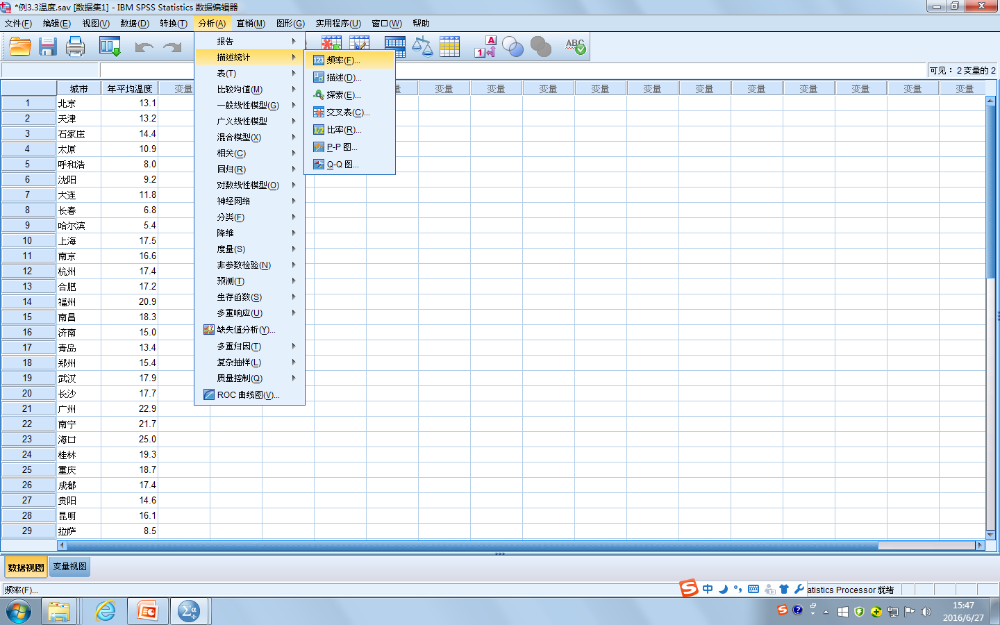 *例3.3温度.sav [数据集1] - IBM SPSS Statistics 数据编辑器
文件(F) 编辑(E) 视图(V) 数据(D) 转换(T) 分析(A) 直销(M) 图形(G) 实用程序(U) 窗口(W) 帮助
可见： 2 变量的 2
城市 年平均温度 变量 变量 变量 变量 变量 变量 变量 变量 变量 变量 变量 变量
1 北京 13.1
2 天津 13.2
3 石家庄 14.4
4 太原 10.9
5 呼和浩 8.0
6 沈阳 9.2
7 大连 11.8
8 长春 6.8
9 哈尔滨 5.4
10 上海 17.5
11 南京 16.6
12 杭州 17.4
13 合肥 17.2
14 福州 20.9
15 南昌 18.3
16 济南 15.0
17 青岛 13.4
18 郑州 15.4
19 武汉 17.9
20 长沙 17.7
21 广州 22.9
22 南宁 21.7
23 海口 25.0
24 桂林 19.3
25 重庆 18.7
26 成都 17.4
27 贵阳 14.6
28 昆明 16.1
29 拉萨 8.5
报告
描述统计
表(T)
比较均值(M)
一般线性模型(G)
广义线性模型
混合模型(X)
相关(C)
回归(R)
对数线性模型(O)
神经网络
分类(F)
降维
度量(S)
非参数检验(N)
预测(T)
生存函数(S)
多重响应(U)
缺失值分析(Y)...
多重归因(T)
复杂抽样(L)
质量控制(Q)
ROC 曲线图(V)...
频率(F)...
描述(D)...
探索(E)...
交叉表(C)...
比率(R)...
P-P 图...
Q-Q 图...
数据视图 变量视图
频率(F)... 中 atistics Processor 就绪
15:47
2016/6/27